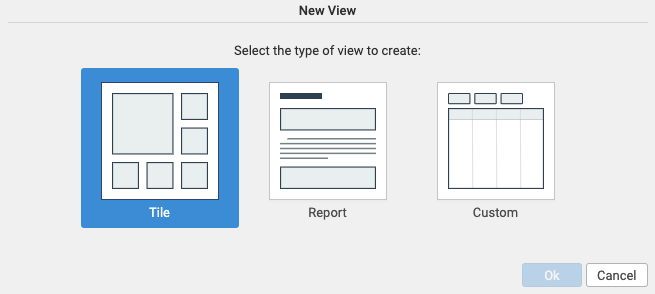 New View
Select the type of view to create:
Tile
Report
Custom
Ok
Cancel